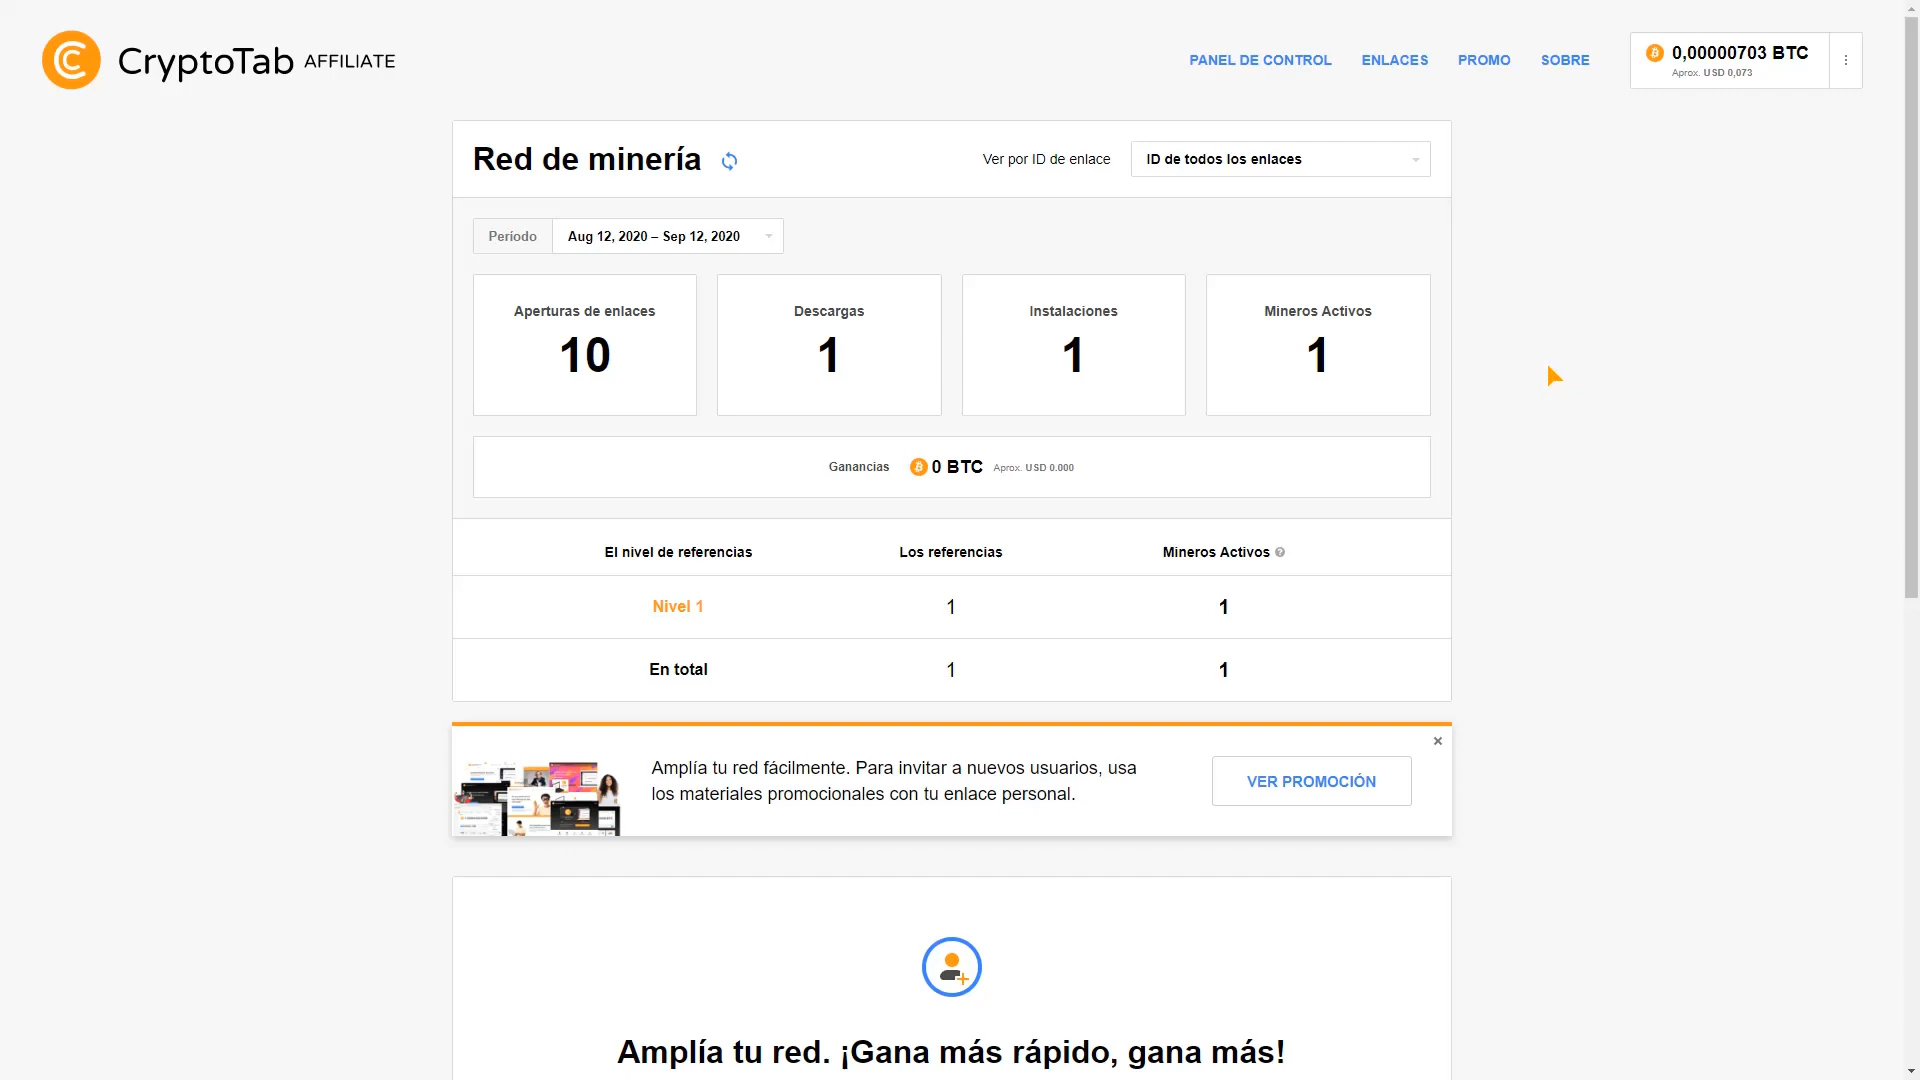 CryptoTab AFFILIATE
PANEL DE CONTROL
ENLACES
PROMO
SOBRE
0,00000703 BTC
Aprox. USD 0,073
Red de minería
Ver por ID de enlace
ID de todos los enlaces
Período
Aug 12, 2020 – Sep 12, 2020
Aperturas de enlaces
10
Descargas
1
Instalaciones
1
Mineros Activos
1
Ganancias
0 BTC
Aprox. USD 0.000
El nivel de referencias
Los referencias
Mineros Activos
Nivel 1
1
1
En total
1
1
Amplía tu red fácilmente. Para invitar a nuevos usuarios, usa
los materiales promocionales con tu enlace personal.
VER PROMOCIÓN
Amplía tu red. ¡Gana más rápido, gana más!